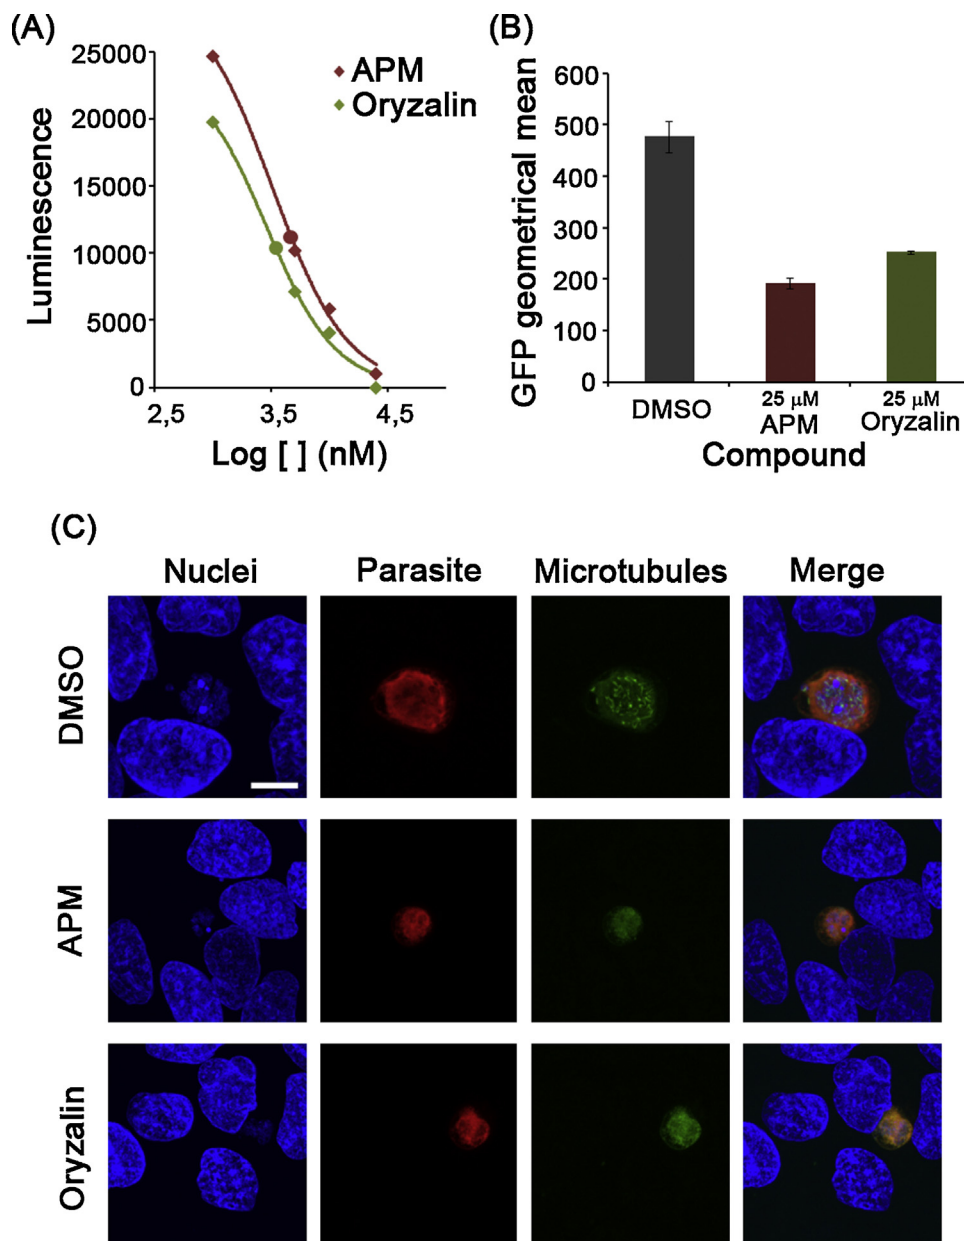 (A)
25000
20000
15000
10000
5000
0
2,5
3,5
4,5
Luminescence
Log [ ] (nM)
APM
Oryzalin
(B)
600
500
400
300
200
100
0
GFP geometrical mean
DMSO
25 μM
APM
25 μM
Oryzalin
Compound
(C)
Nuclei
Parasite
Microtubules
Merge
DMSO
APM
Oryzalin